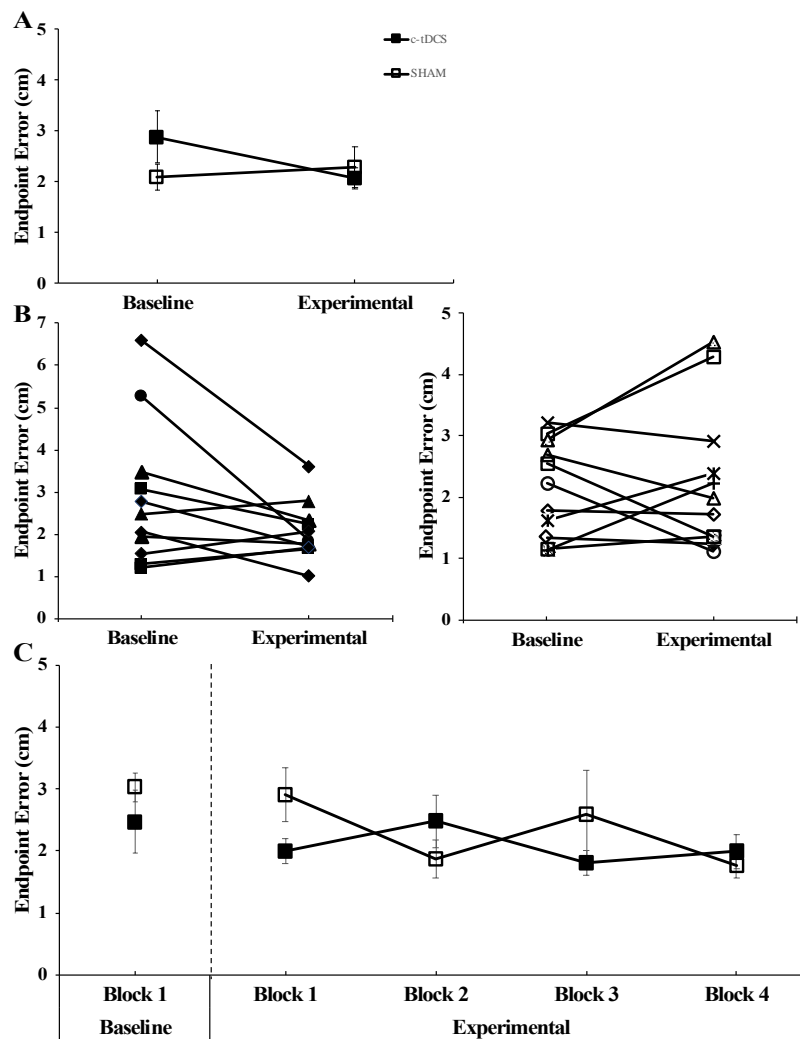 A
5
4
3
2
1
0
Endpoint Error (cm)
c-tDCS
SHAM
Baseline
Experimental
B
7
6
5
4
3
2
1
0
Endpoint Error (cm)
Baseline
Experimental
5
4
3
2
1
0
Endppoint Error (cm)
Baseline
Experimental
C
5
4
3
2
1
0
Endpoint Error (cm)
Block 1
Block 1
Block 2
Block 3
Block 4
Baseline
Experimental